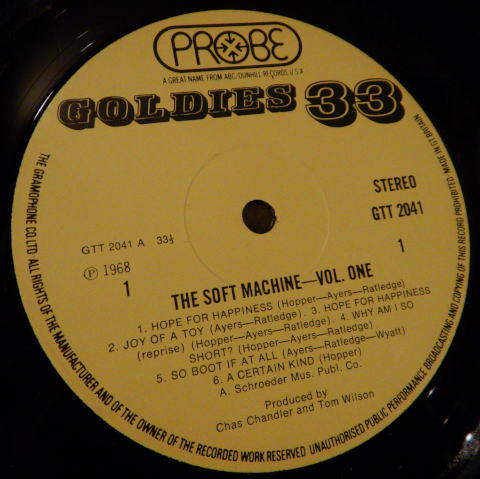 PROBE
A GREAT NAME FROM ABC/DUNHILL RECORDS U.S.A
GOLDIES 33
STEREO
GTT 2041
GTT 2041 A 33⅓
Ⓟ 1968
1
1
THE SOFT MACHINE—VOL. ONE
1. HOPE FOR HAPPINESS (Hopper—Ayers—Ratledge)
2. JOY OF A TOY (Ayers—Ratledge). 3. HOPE FOR HAPPINESS
(reprise) (Hopper—Ayers—Ratledge). 4. WHY AM I SO
SHORT? (Hopper—Ayers—Ratledge)
5. SO BOOT IF AT ALL (Ayers—Ratledge—Wyatt)
6. A CERTAIN KIND (Hopper)
A. Schroeder Mus. Publ. Co.
Produced by
Chas Chandler and Tom Wilson
THE GRAMOPHONE CO. LTD. ALL RIGHTS OF THE MANUFACTURER AND OF THE OWNER OF THE RECORDED WORK RESERVED UNAUTHORISED PUBLIC PERFORMANCE BROADCASTING AND COPYING OF THIS RECORD PROHIBITED. MADE IN GT BRITAIN